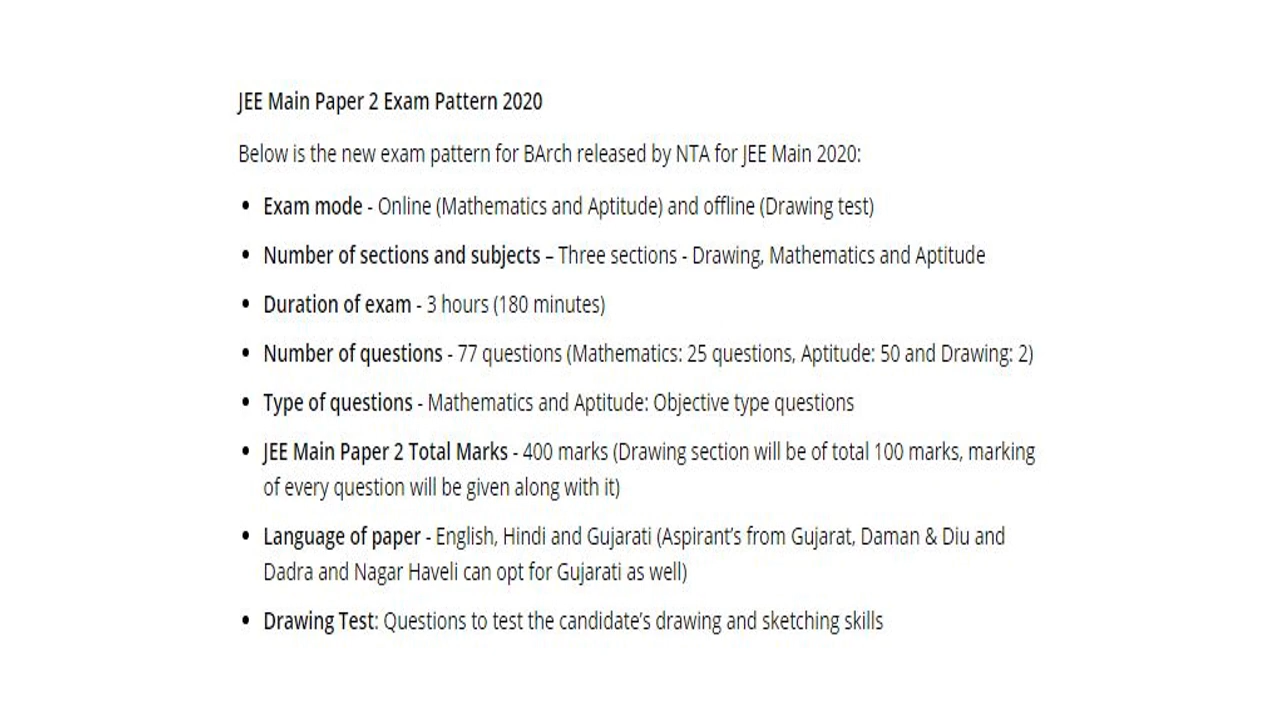 JEE Main Paper 2 Exam Pattern 2020
Below is the new exam pattern for BArch released by NTA for JEE Main 2020:
• Exam mode - Online (Mathematics and Aptitude) and offline (Drawing test)
• Number of sections and subjects – Three sections - Drawing, Mathematics and Aptitude
• Duration of exam - 3 hours (180 minutes)
• Number of questions - 77 questions (Mathematics: 25 questions, Aptitude: 50 and Drawing: 2)
• Type of questions - Mathematics and Aptitude: Objective type questions
• JEE Main Paper 2 Total Marks - 400 marks (Drawing section will be of total 100 marks, marking
of every question will be given along with it)
• Language of paper - English, Hindi and Gujarati (Aspirant’s from Gujarat, Daman & Diu and
Dadra and Nagar Haveli can opt for Gujarati as well)
• Drawing Test: Questions to test the candidate’s drawing and sketching skills